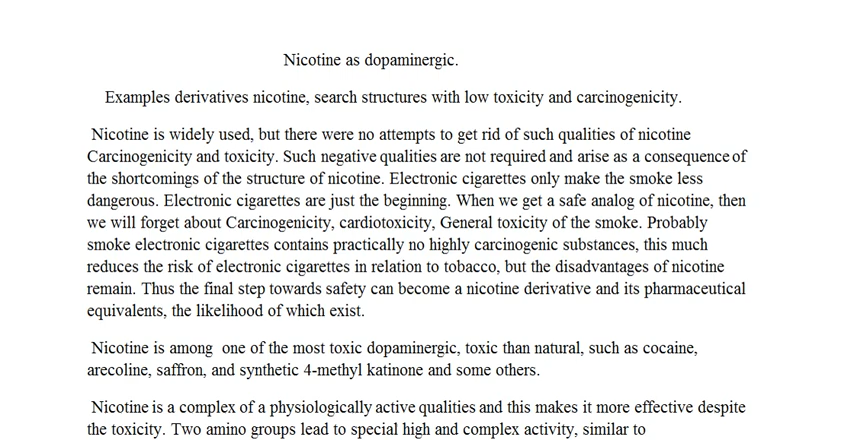 Nicotine as dopaminergic.
Examples derivatives nicotine, search structures with low toxicity and carcinogenicity.
Nicotine is widely used, but there were no attempts to get rid of such qualities of nicotine
Carcinogenicity and toxicity. Such negative qualities are not required and arise as a consequence of
the shortcomings of the structure of nicotine. Electronic cigarettes only make the smoke less
dangerous. Electronic cigarettes are just the beginning. When we get a safe analog of nicotine, then
we will forget about Carcinogenicity, cardiotoxicity, General toxicity of the smoke. Probably
smoke electronic cigarettes contains practically no highly carcinogenic substances, this much
reduces the risk of electronic cigarettes in relation to tobacco, but the disadvantages of nicotine
remain. Thus the final step towards safety can become a nicotine derivative and its pharmaceutical
equivalents, the likelihood of which exist.
Nicotine is among  one of the most toxic dopaminergic, toxic than natural, such as cocaine,
arecoline, saffron, and synthetic 4-methyl katinone and some others.
Nicotine is a complex of a physiologically active qualities and this makes it more effective despite
the toxicity. Two amino groups lead to special high and complex activity, similar to